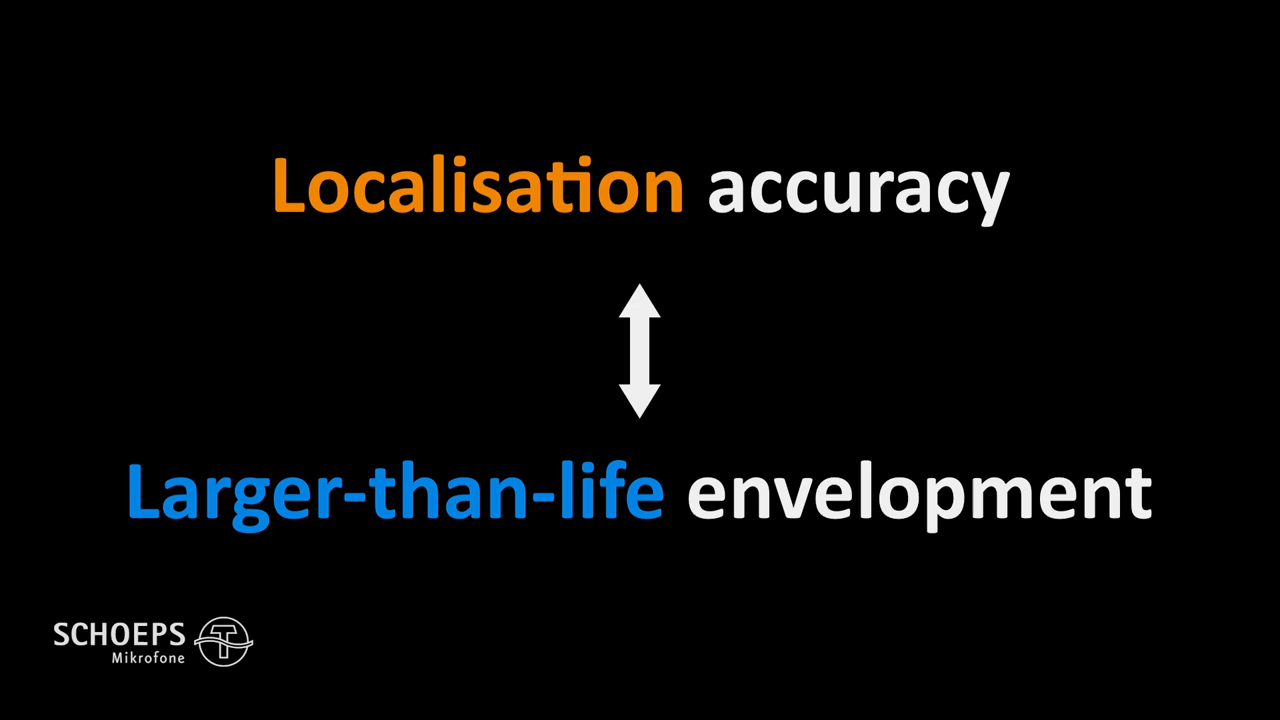 Localisation accuracy
Larger-than-life envelopment
SCHOEPS
Mikrofone